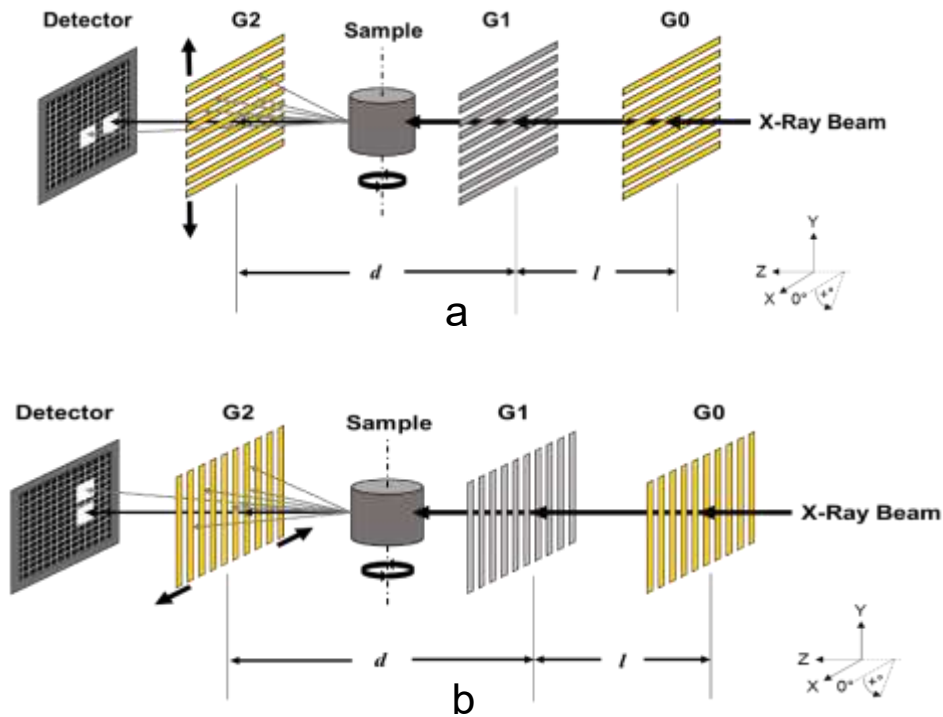 Detector G2 Sample G1 G0
X-Ray Beam
d l
Y
Z
X 0° +°
a
Detector G2 Sample G1 G0
X-Ray Beam
d l
Y
Z
X 0° +°
b